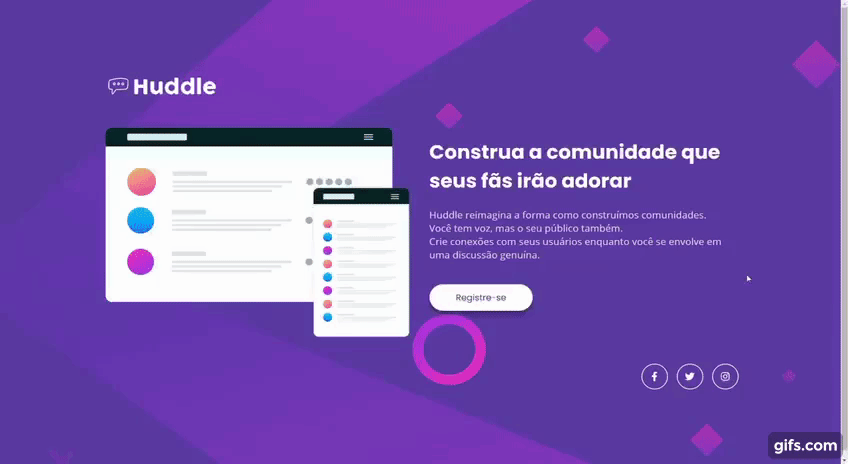 Huddle
Construa a comunidade que
seus fãs irão adorar
Huddle reimagina a forma como construímos comunidades.
Você tem voz, mas o seu público também.
Crie conexões com seus usuários enquanto você se envolve em
uma discussão genuína.
Registre-se
gifs.com